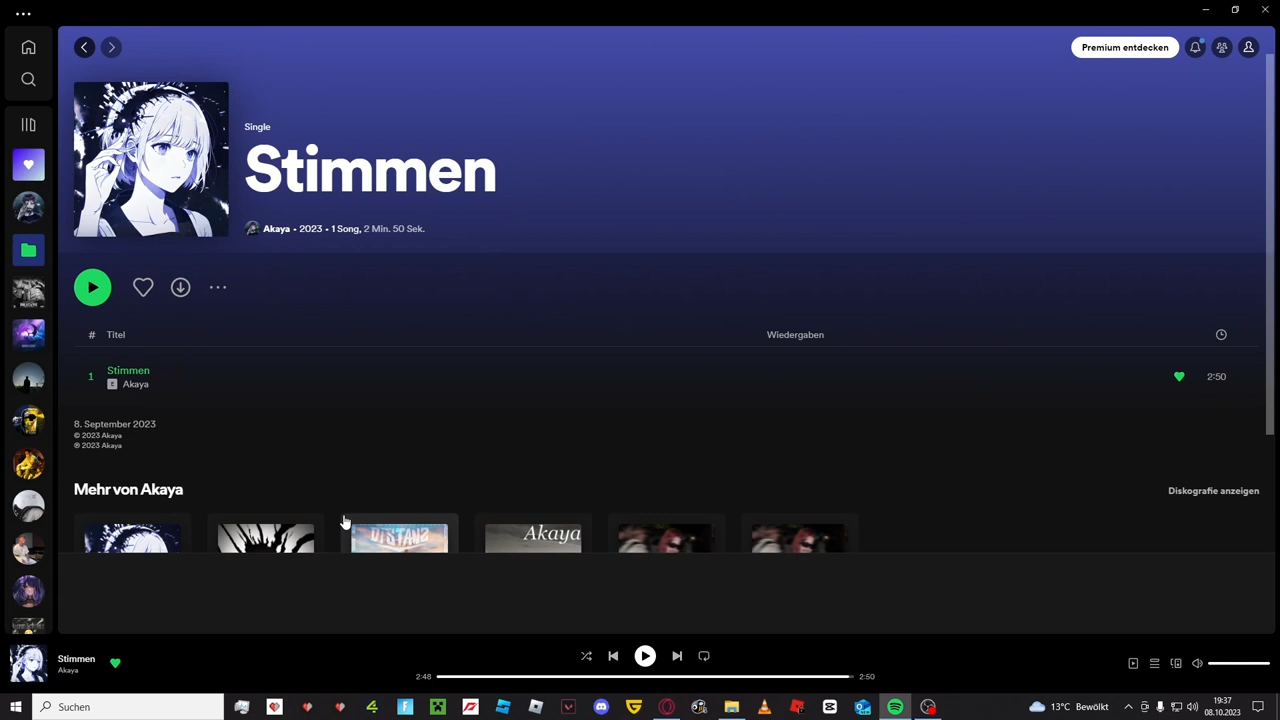 Premium entdecken
Single
Stimmen
Akaya • 2023 • 1 Song, 2 Min. 50 Sek.
# Titel Wiedergaben
1 Stimmen 2:50
E Akaya
8. September 2023
© 2023 Akaya
℗ 2023 Akaya
Mehr von Akaya Diskografie anzeigen
DISTANZ
Akaya
Stimmen
Akaya
2:48 2:50
Suchen
13°C Bewölkt
19:37
08.10.2023